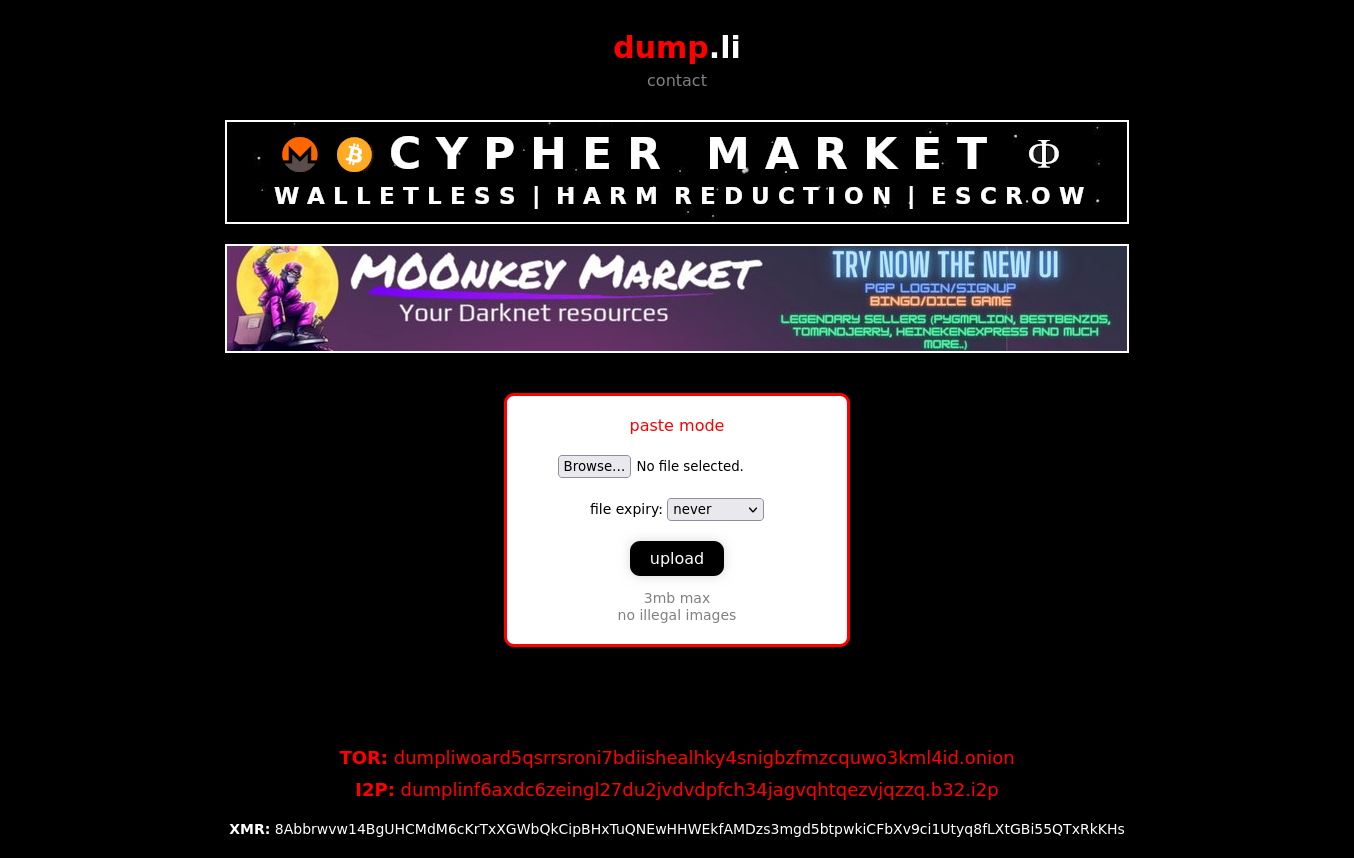 dump.li
contact
CYPHER MARKET Φ
WALLETLESS | HARM REDUCTION | ESCROW
MOOnkey Market
Your Darknet resources
TRY NOW THE NEW UI
PGP LOGIN/SIGNUP
BINGO/DICE GAME
LEGENDARY SELLERS (PYGMALION, BESTBENZOS,
TOMANDJERRY, HEINEKENEXPRESS AND MUCH
MORE..)
paste mode
Browse... No file selected.
file expiry: never
upload
3mb max
no illegal images
TOR: dumpliwoard5qsrrsroni7bdiishealhky4snigbzfmzcquwo3kml4id.onion
I2P: dumplinf6axdc6zeingl27du2jvdvdpfch34jagvqhtqezvjqzzq.b32.i2p
XMR: 8Abbrwvw14BgUHCMdM6cKrTxXGWbQkCipBHxTuQNEwHHWEkfAMDzs3mgd5btpwkiCFbXv9ci1Utyq8fLXtGBi55QTxRkKHs